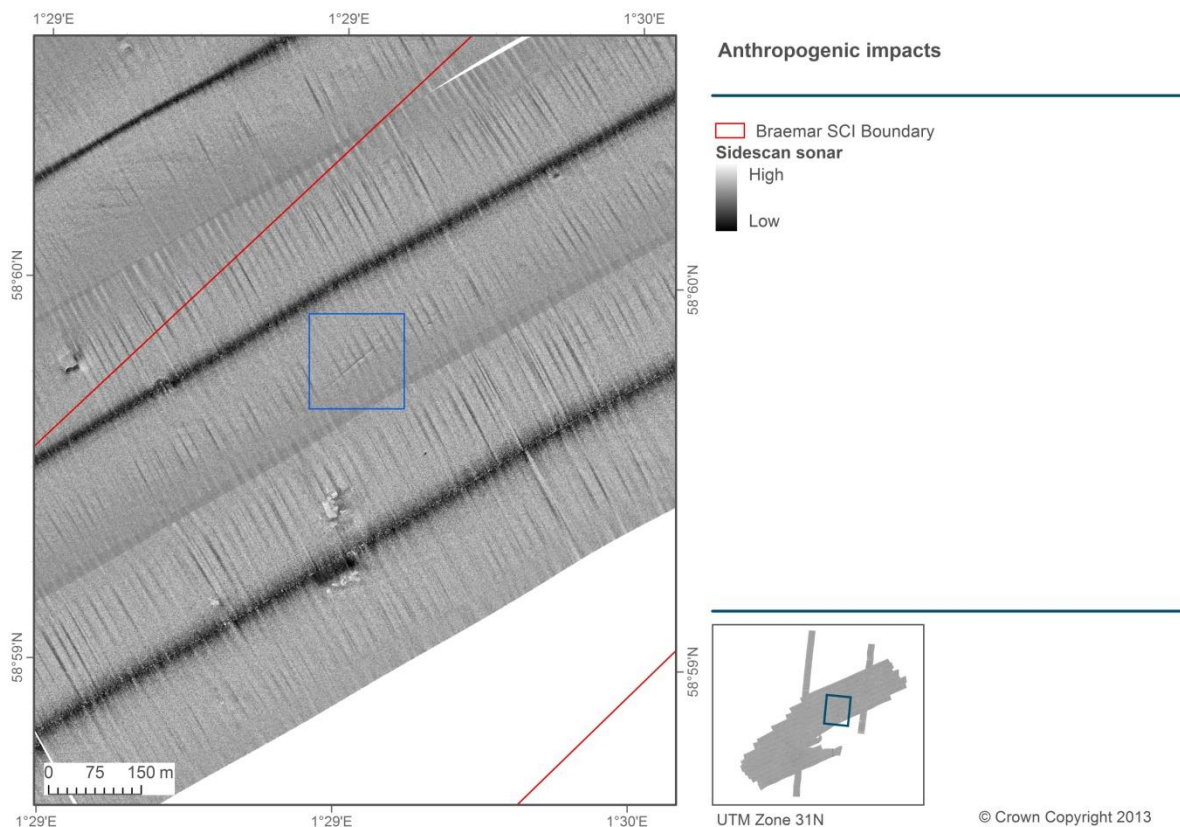 1°29'E
1°29'E
1°30'E
Anthropogenic impacts
Braemar SCI Boundary
Sidescan sonar
High
Low
58°60'N
58°60'N
58°59'N
58°59'N
0 75 150 m
1°29'E
1°29'E
1°30'E
UTM Zone 31N
© Crown Copyright 2013